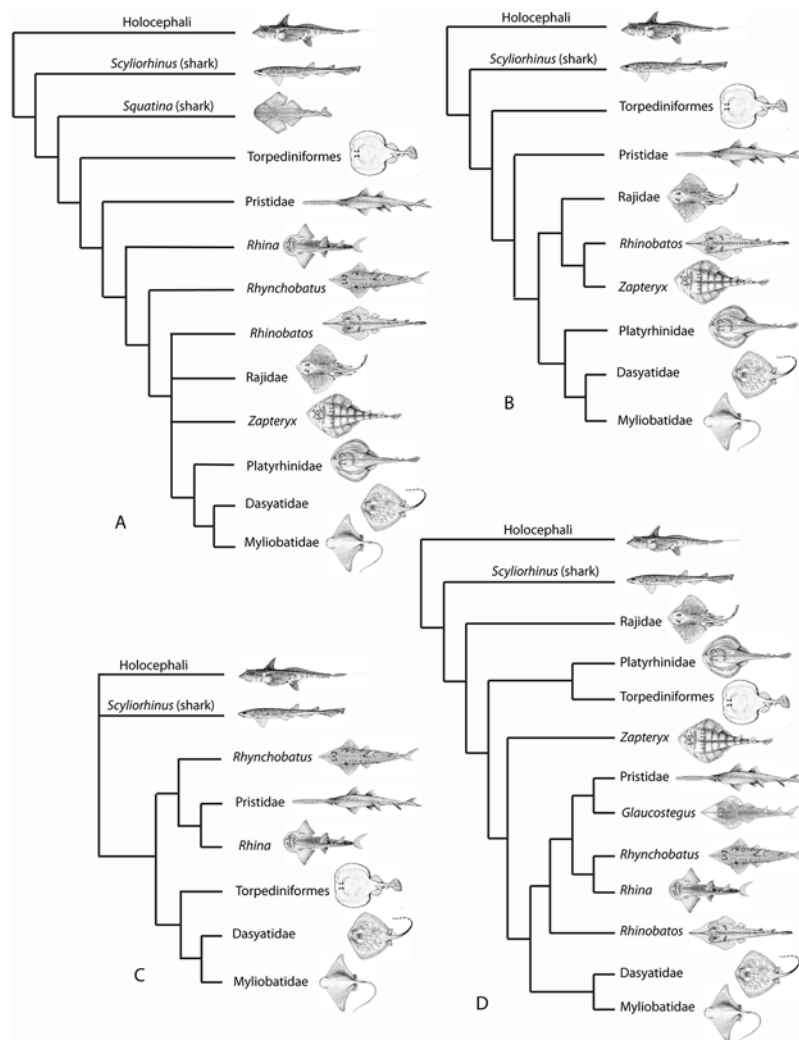 Holocephali
Scyliorhinus (shark)
Squatina (shark)
Torpediniformes
Pristidae
Rhina
Rhynchobatus
Rhinobatos
Rajidae
Zapteryx
Platyrhinidae
Dasyatidae
Myliobatidae
A
Holocephali
Scyliorhinus (shark)
Torpediniformes
Pristidae
Rajidae
Rhinobatos
Zapteryx
Platyrhinidae
Dasyatidae
Myliobatidae
B
Holocephali
Scyliorhinus (shark)
Rhynchobatus
Pristidae
Rhina
Torpediniformes
Dasyatidae
Myliobatidae
C
Holocephali
Scyliorhinus (shark)
Rajidae
Platyrhinidae
Torpediniformes
Zapteryx
Pristidae
Glaucostegus
Rhynchobatus
Rhina
Rhinobatos
Dasyatidae
Myliobatidae
D